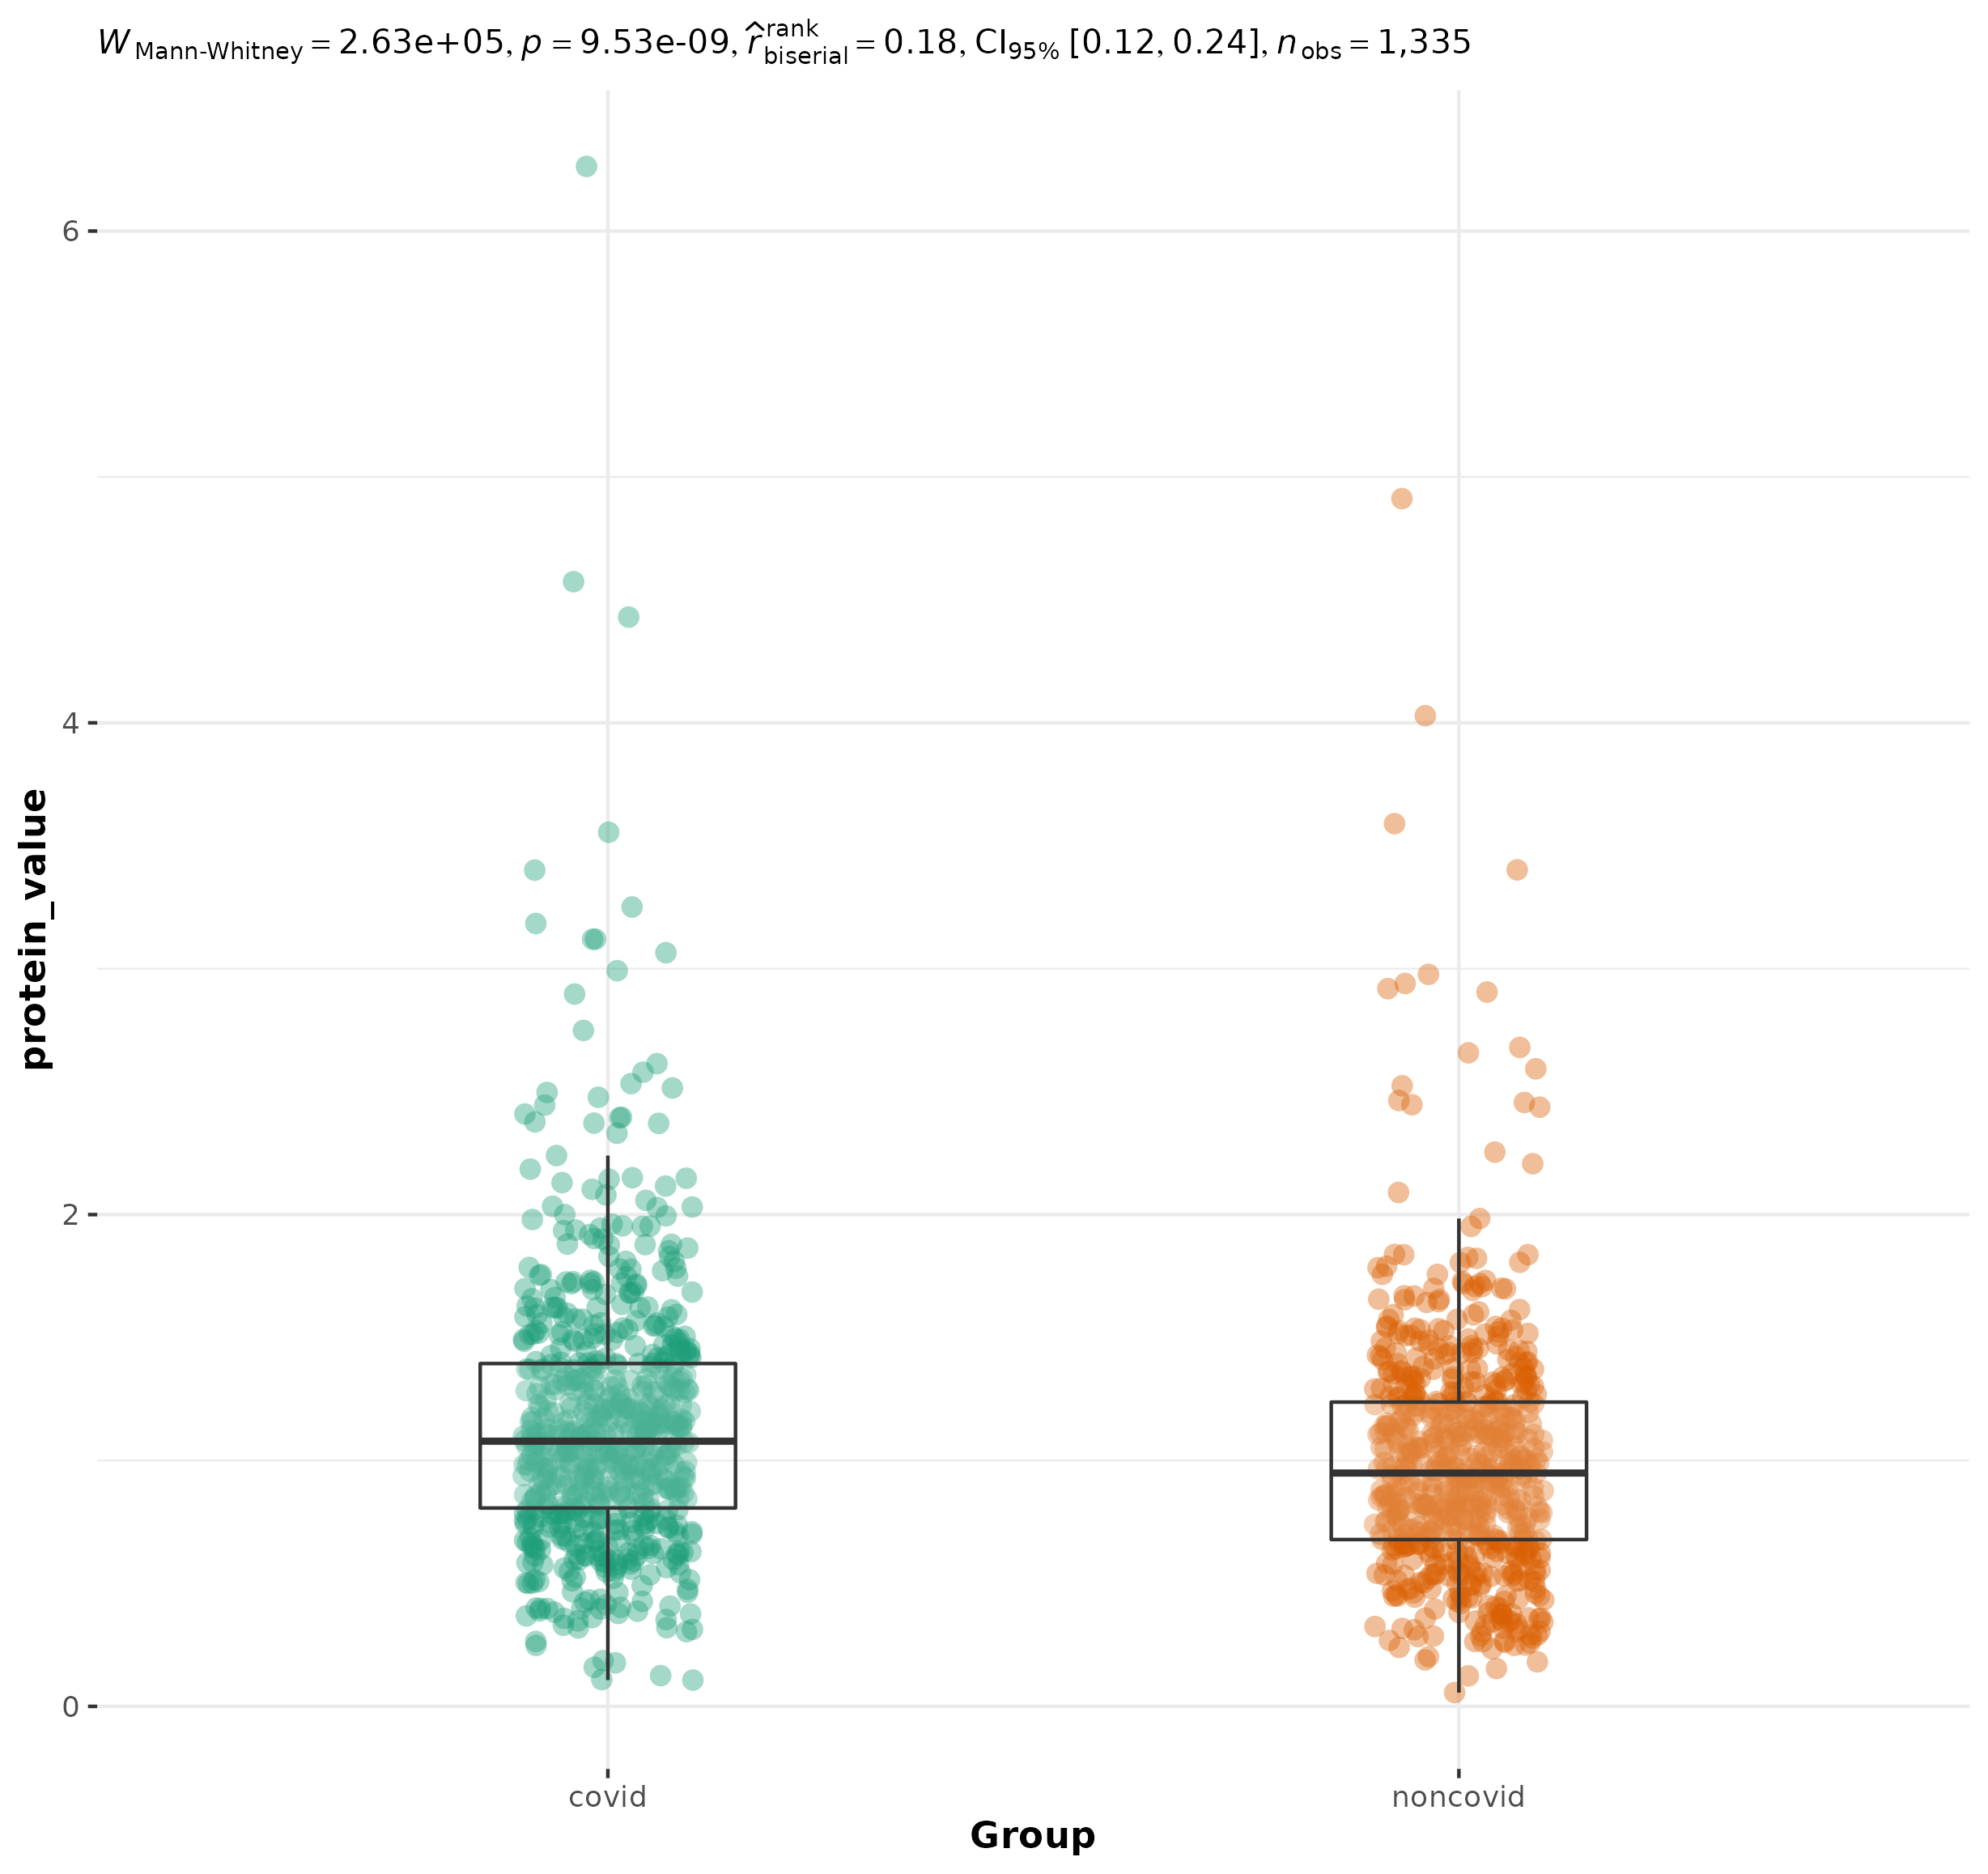 W Mann-Whitney = 2.63e+05, p = 9.53e-09, r̂ rank biserial = 0.18, CI95% [0.12, 0.24], nobs = 1,335
6
4
2
0
protein_value
covid noncovid
Group